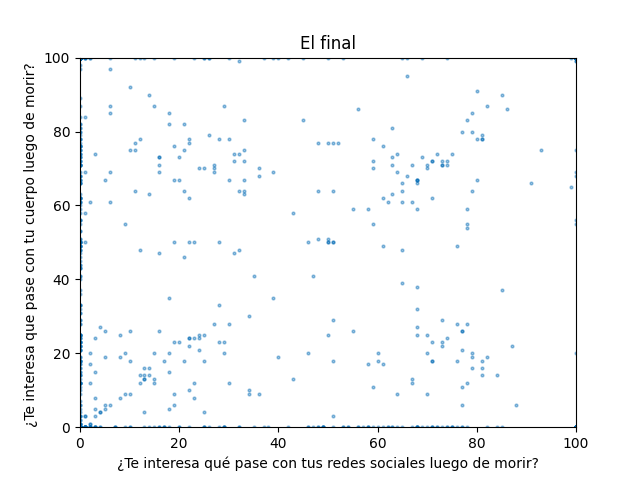 El final
¿Te interesa que pase con tu cuerpo luego de morir?
100
80
60
40
20
0
0 20 40 60 80 100
¿Te interesa qué pase con tus redes sociales luego de morir?